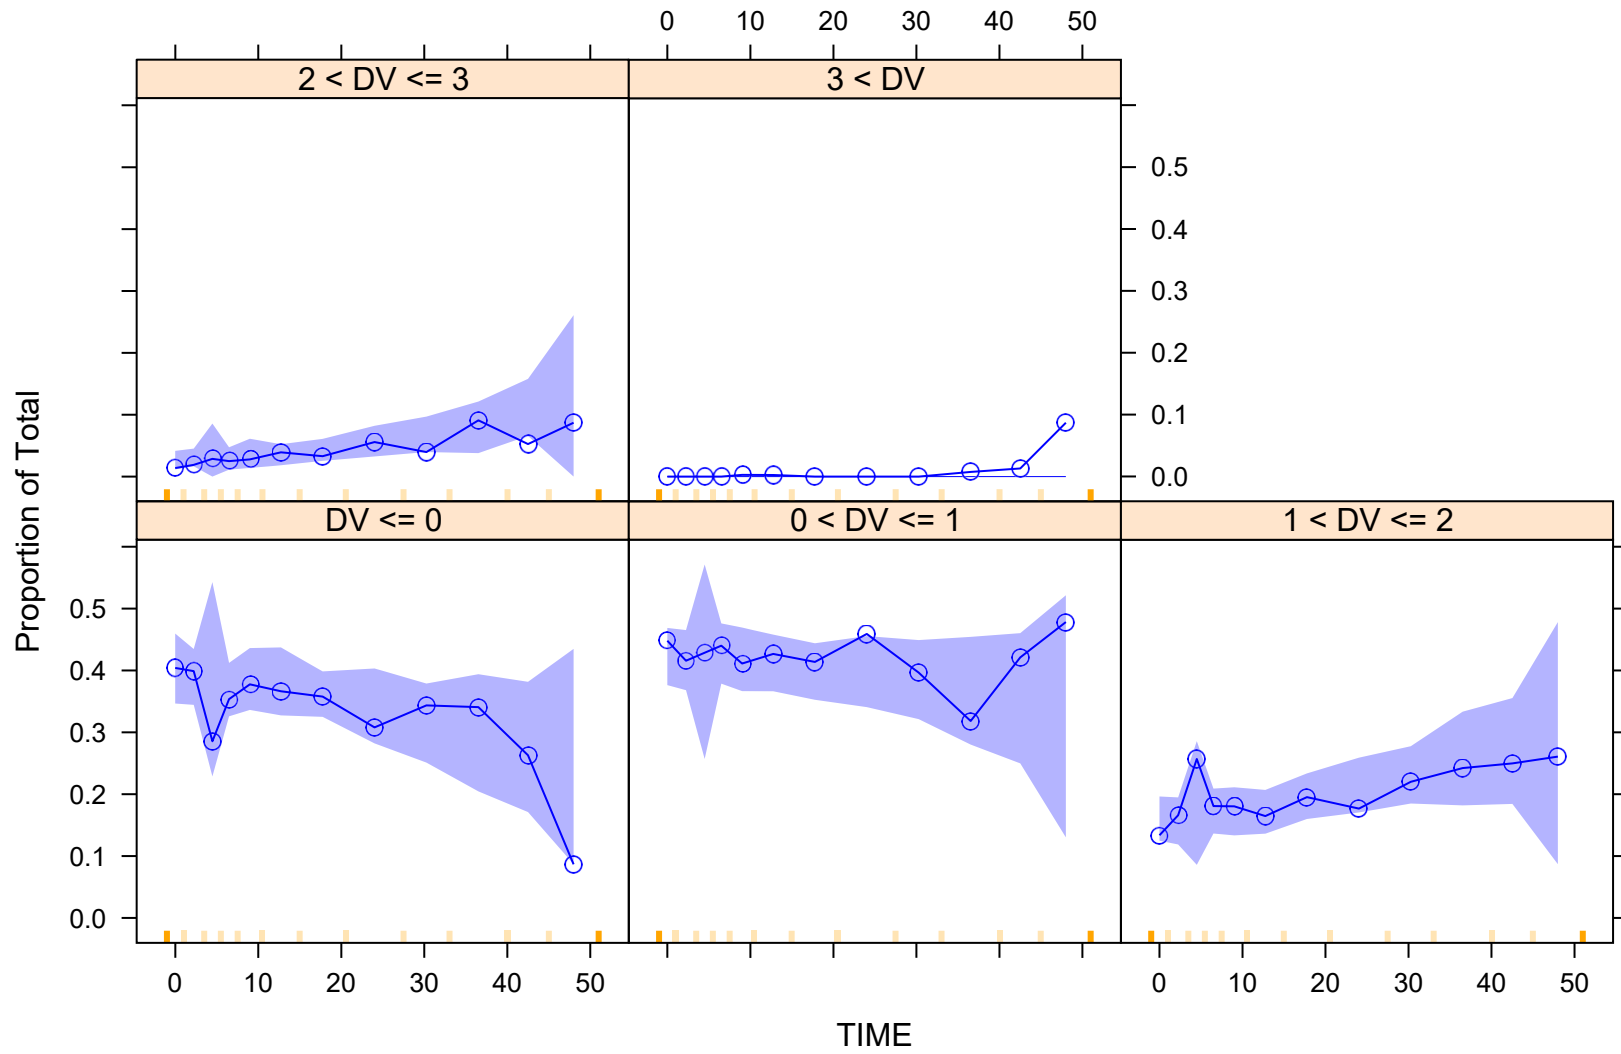 0 10 20 30 40 50
2 < DV <= 3 3 < DV
0.5
0.4
0.3
0.2
0.1
0.0
Proportion of Total
DV <= 0 0 < DV <= 1 1 < DV <= 2
0.5
0.4
0.3
0.2
0.1
0.0
0 10 20 30 40 50 0 10 20 30 40 50
TIME